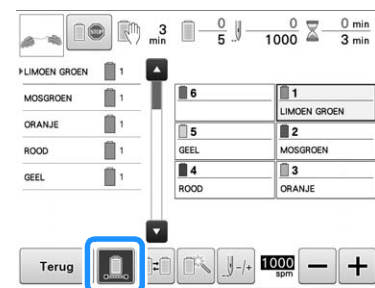 STOP 3 min 0 5 0 1000 0 min 3 min
LIMOEN GROEN 1
MOSGROEN 1
ORANJE 1
ROOD 1
GEEL 1
6
1
LIMOEN GROEN
5
GEEL
2
MOSGROEN
4
ROOD
3
ORANJE
Terug -/+ 1000 spm − +